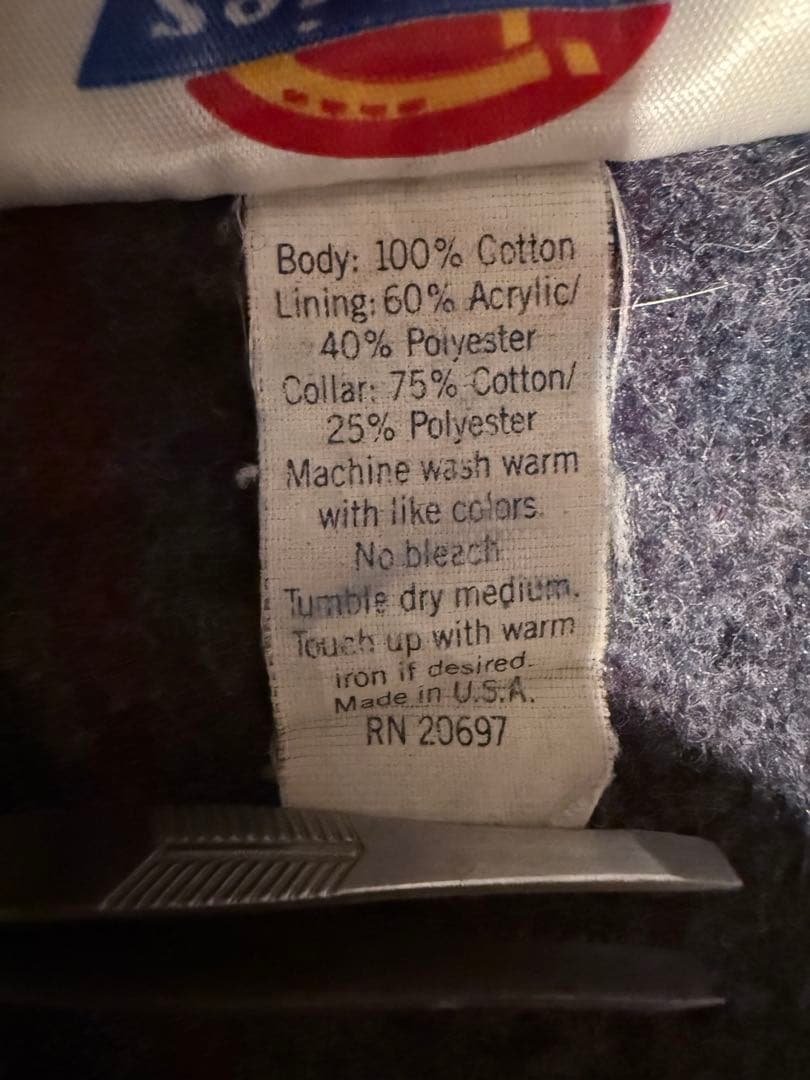 Body: 100% Cotton
Lining: 60% Acrylic/
40% Polyester
Collar: 75% Cotton/
25% Polyester
Machine wash warm
with like colors.
No bleach
Tumble dry medium.
Touch up with warm
iron if desired.
Made in U.S.A.
RN 20697